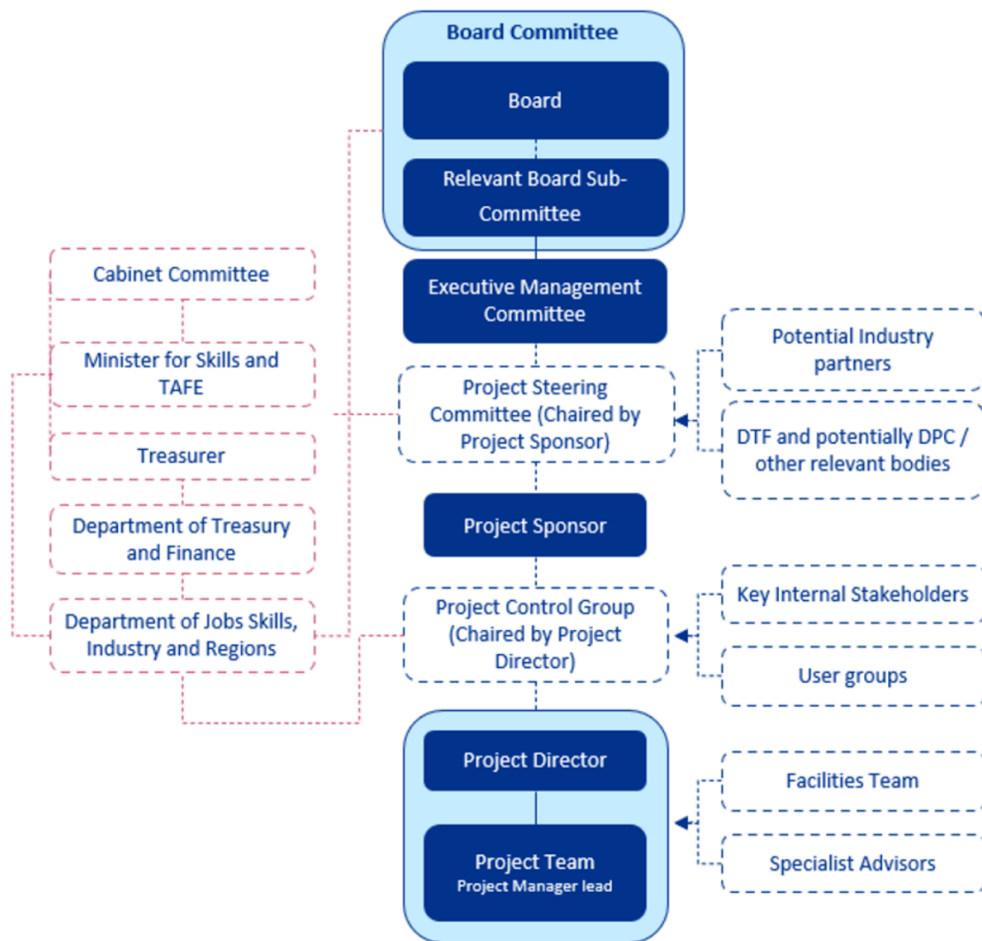 Board Committee
Board
Relevant Board Sub-
Committee
Executive Management
Committee
Cabinet Committee
Minister for Skills and
TAFE
Treasurer
Department of Treasury
and Finance
Department of Jobs Skills,
Industry and Regions
Project Steering
Committee (Chaired by
Project Sponsor)
Potential Industry
partners
DTF and potentially DPC /
other relevant bodies
Project Sponsor
Project Control Group
(Chaired by Project
Director)
Key Internal Stakeholders
User groups
Project Director
Project Team
Project Manager lead
Facilities Team
Specialist Advisors